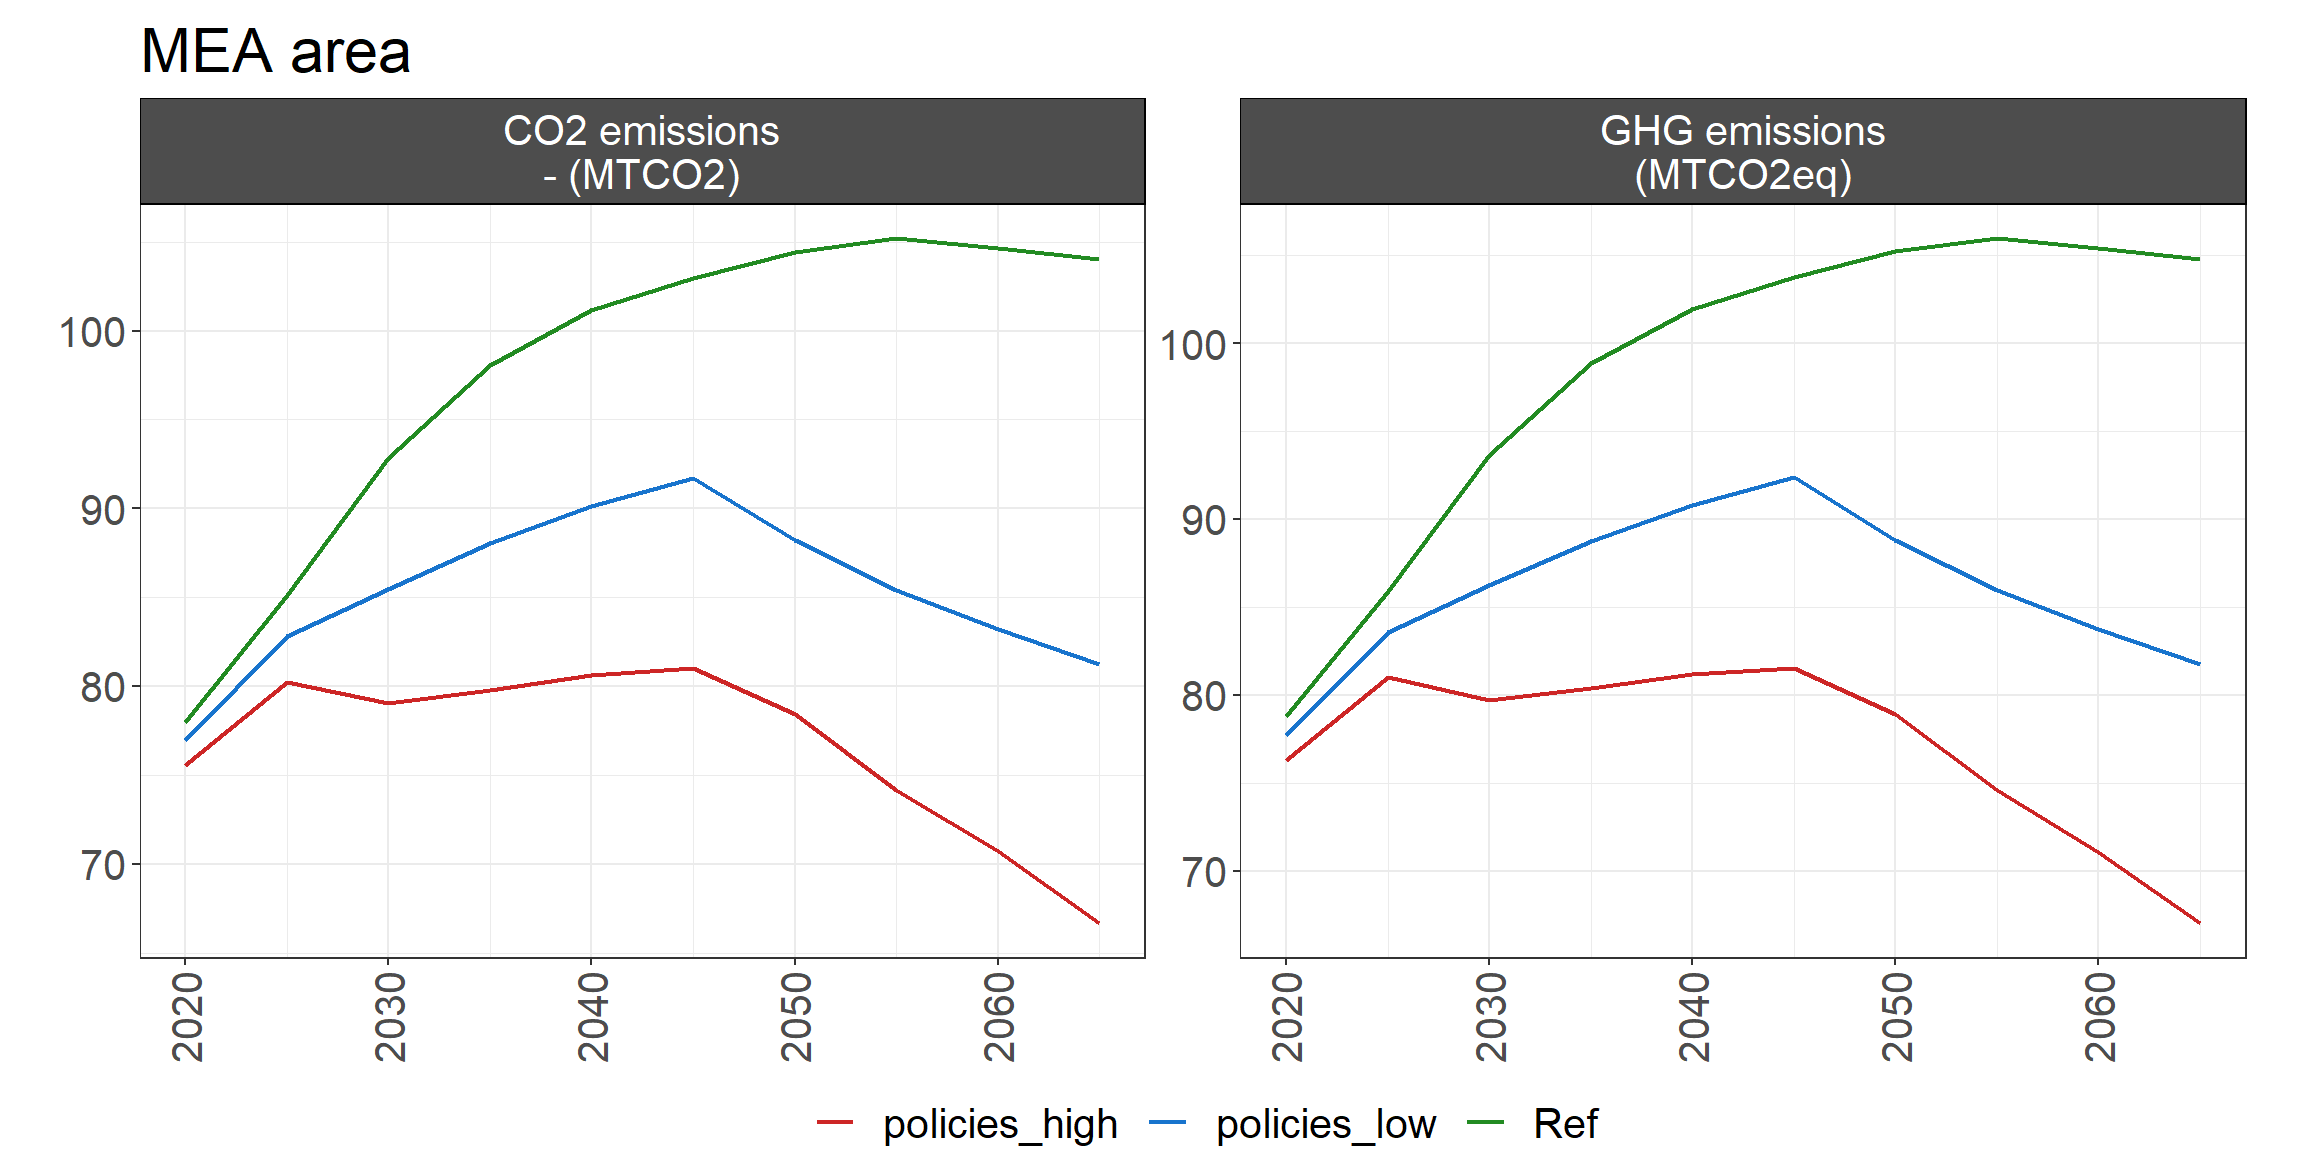 MEA area
CO2 emissions
- (MTCO2)
GHG emissions
(MTCO2eq)
100
90
80
70
100
90
80
70
2020
2030
2040
2050
2060
2020
2030
2040
2050
2060
policies_high
policies_low
Ref